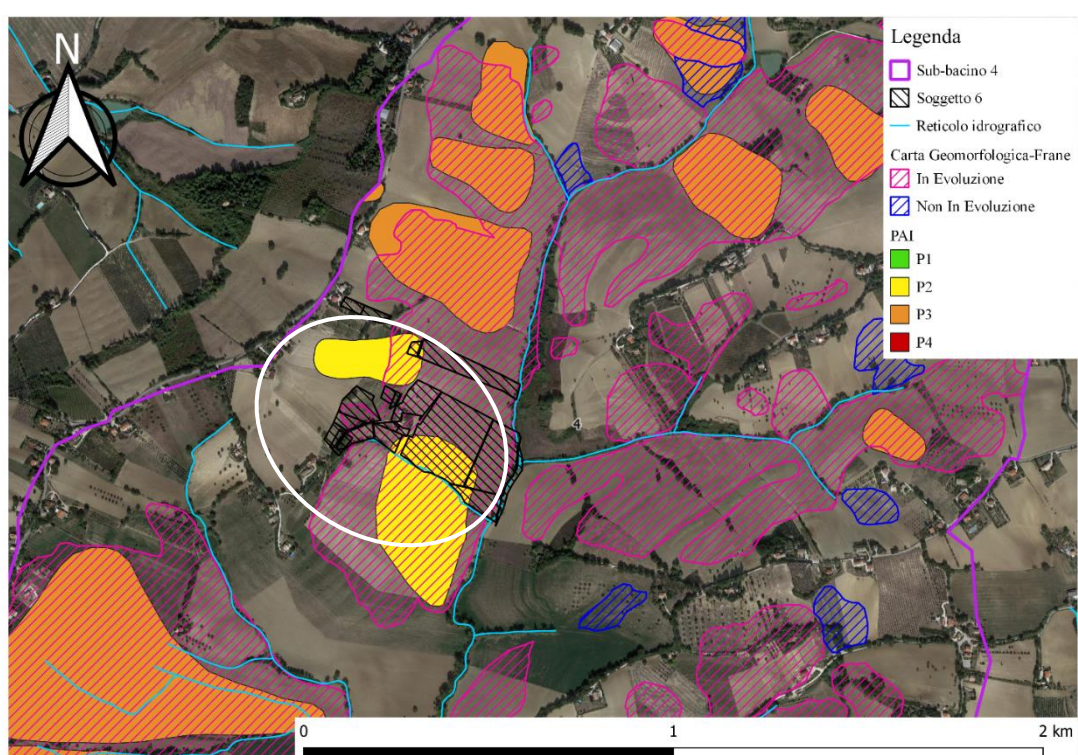 N
Legenda
Sub-bacino 4
Soggetto 6
Reticolo idrografico
Carta Geomorfologica-Frane
In Evoluzione
Non In Evoluzione
PAI
P1
P2
P3
P4
4
0 1 2 km